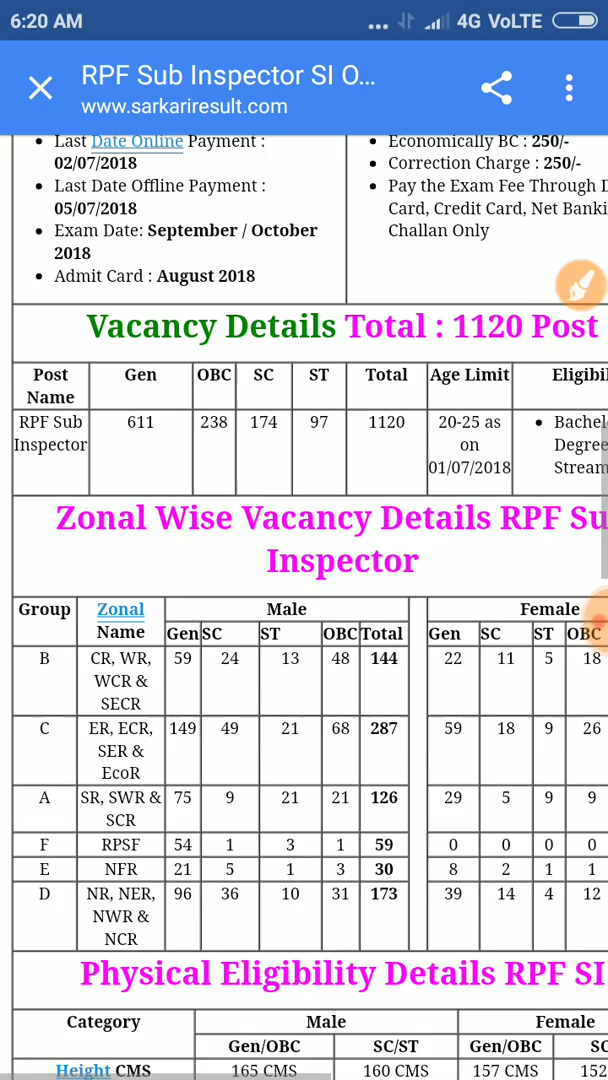 6:20 AM ... 4G VoLTE
RPF Sub Inspector SI O...
www.sarkariresult.com
• Last Date Online Payment :
02/07/2018
• Last Date Offline Payment :
05/07/2018
• Exam Date: September / October
2018
• Admit Card : August 2018
• Economically BC : 250/-
• Correction Charge : 250/-
• Pay the Exam Fee Through
Card, Credit Card, Net Banki
Challan Only
Vacancy Details Total : 1120 Post
Post Name Gen OBC SC ST Total Age Limit Eligibil
RPF Sub Inspector 611 238 174 97 1120 20-25 as on 01/07/2018 • Bachel Degree Stream
Zonal Wise Vacancy Details RPF Su
Inspector
Group Zonal Name Male Female
Gen SC ST OBC Total Gen SC ST OBC
B CR, WR, WCR & SECR 59 24 13 48 144 22 11 5 18
C ER, ECR, SER & EcoR 149 49 21 68 287 59 18 9 26
A SR, SWR & SCR 75 9 21 21 126 29 5 9 9
F RPSF 54 1 3 1 59 0 0 0 0
E NFR 21 5 1 3 30 8 2 1 1
D NR, NER, NWR & NCR 96 36 10 31 173 39 14 4 12
Physical Eligibility Details RPF SI
Category Male Female
Gen/OBC SC/ST Gen/OBC SC
Height CMS 165 CMS 160 CMS 157 CMS 152